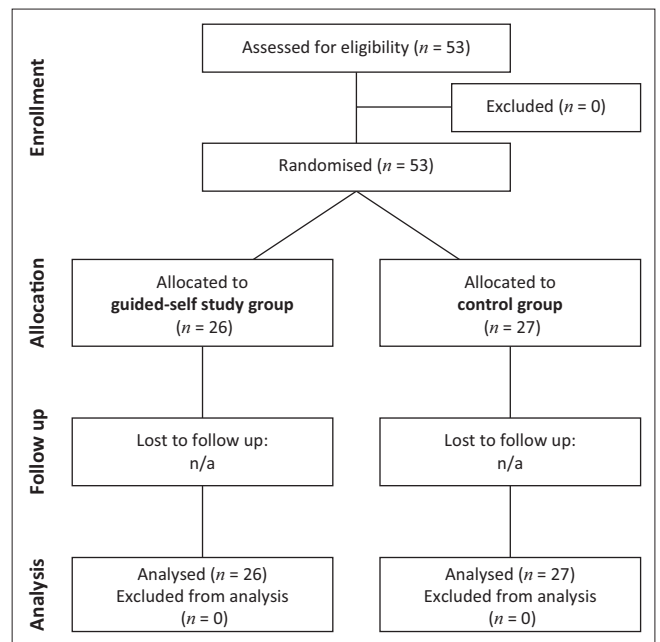 Enrollment
Assessed for eligibility (n = 53)
Excluded (n = 0)
Randomised (n = 53)
Allocation
Allocated to
guided-self study group
(n = 26)
Allocated to
control group
(n = 27)
Follow up
Lost to follow up:
n/a
Lost to follow up:
n/a
Analysis
Analysed (n = 26)
Excluded from analysis
(n = 0)
Analysed (n = 27)
Excluded from analysis
(n = 0)